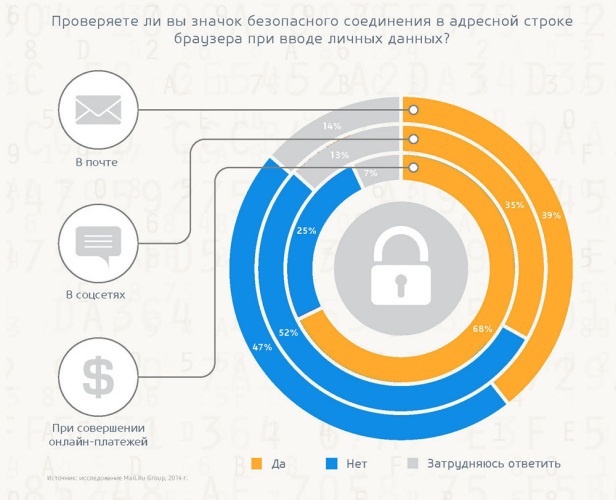 Проверяете ли вы значок безопасного соединения в адресной строке
браузера при вводе личных данных?
В почте
В соцсетях
$
При совершении
онлайн-платежей
14%
13%
7%
35%
39%
25%
68%
52%
47%
Да
Нет
Затрудняюсь ответить
Источник: исследование Mail.Ru Group, 2014 г.